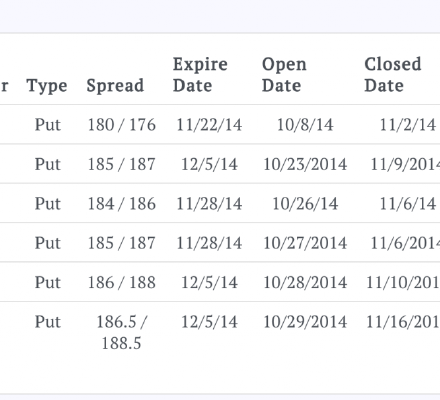 r Type Spread Expire Date Open Date Closed Date
Put 180 / 176 11/22/14 10/8/14 11/2/14
Put 185 / 187 12/5/14 10/23/2014 11/9/2014
Put 184 / 186 11/28/14 10/26/14 11/6/14
Put 185 / 187 11/28/14 10/27/2014 11/6/2014
Put 186 / 188 12/5/14 10/28/2014 11/10/201
Put 186.5 / 12/5/14 10/29/2014 11/16/201
188.5